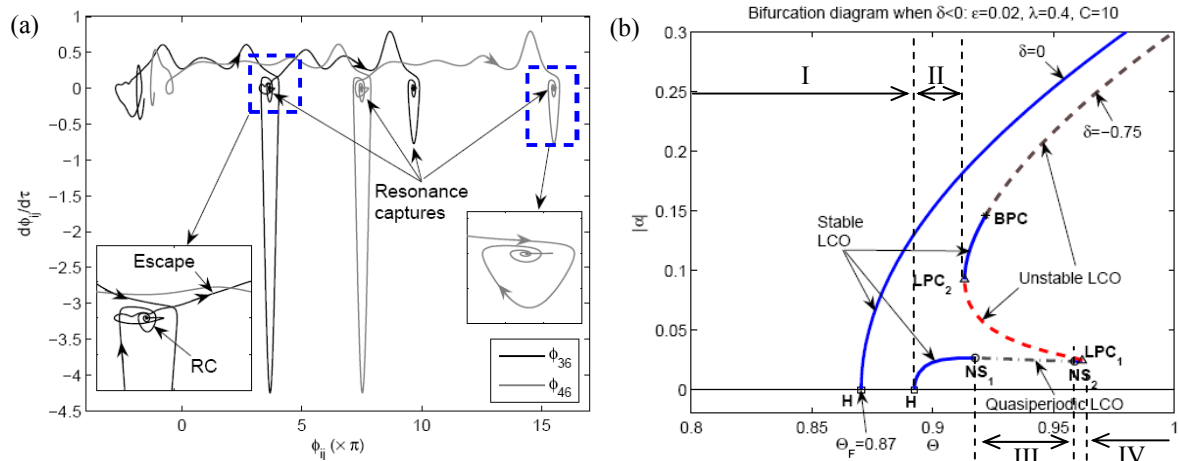 (a)
1.5
1
0.5
0
-0.5
-1
-1.5
-2
-2.5
-3
-3.5
-4
-4.5
dϕij/dτ
Resonance
captures
Escape
RC
ϕ36
ϕ46
0
5
10
15
ϕij (× π)
(b)
Bifurcation diagram when δ<0: ε=0.02, λ=0.4, C=10
0.3
0.25
0.2
0.15
0.1
0.05
0
|α|
I
II
δ=0
δ=−0.75
Stable
LCO
BPC
LPC2
Unstable LCO
LPC1
NS1
NS2
H
H
Quasiperiodic LCO
0.8
0.85
0.9
0.95
1
ΘF=0.87
Θ
III
IV